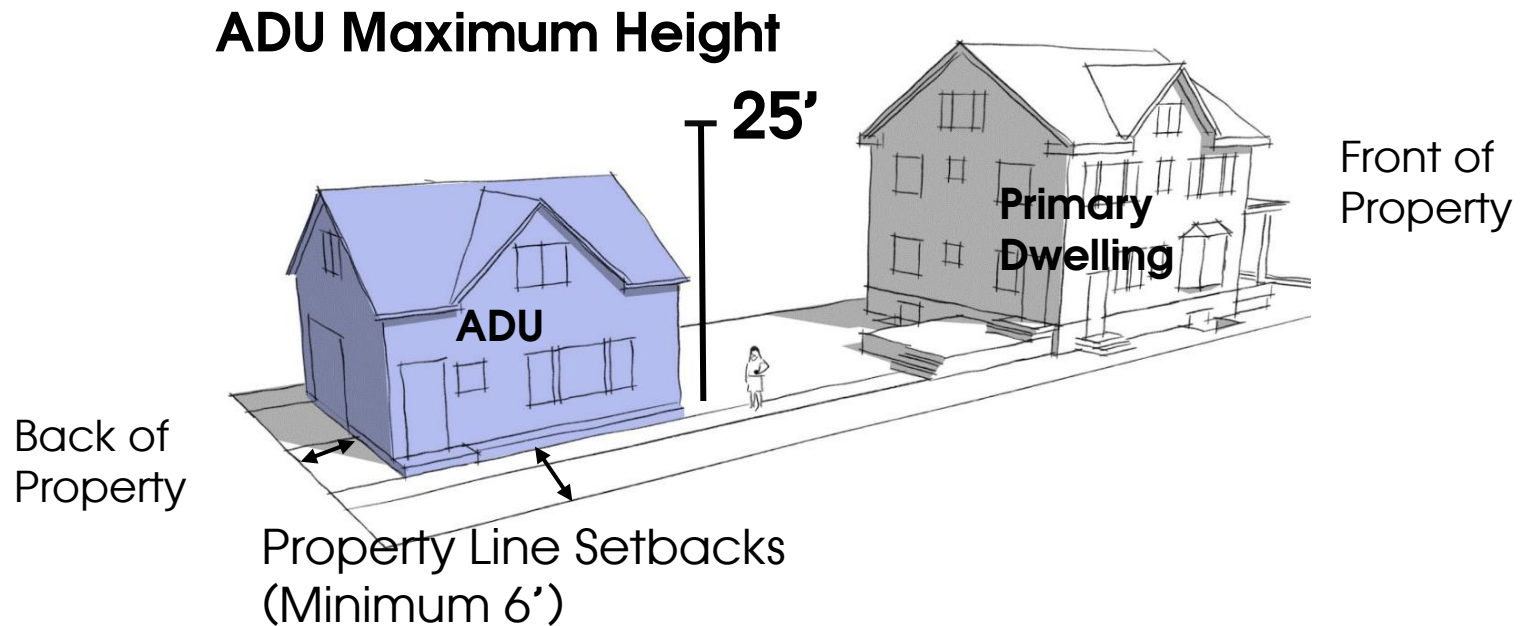 ADU Maximum Height
25’
Front of
Property
Primary
Dwelling
ADU
Back of
Property
Property Line Setbacks
(Minimum 6’)